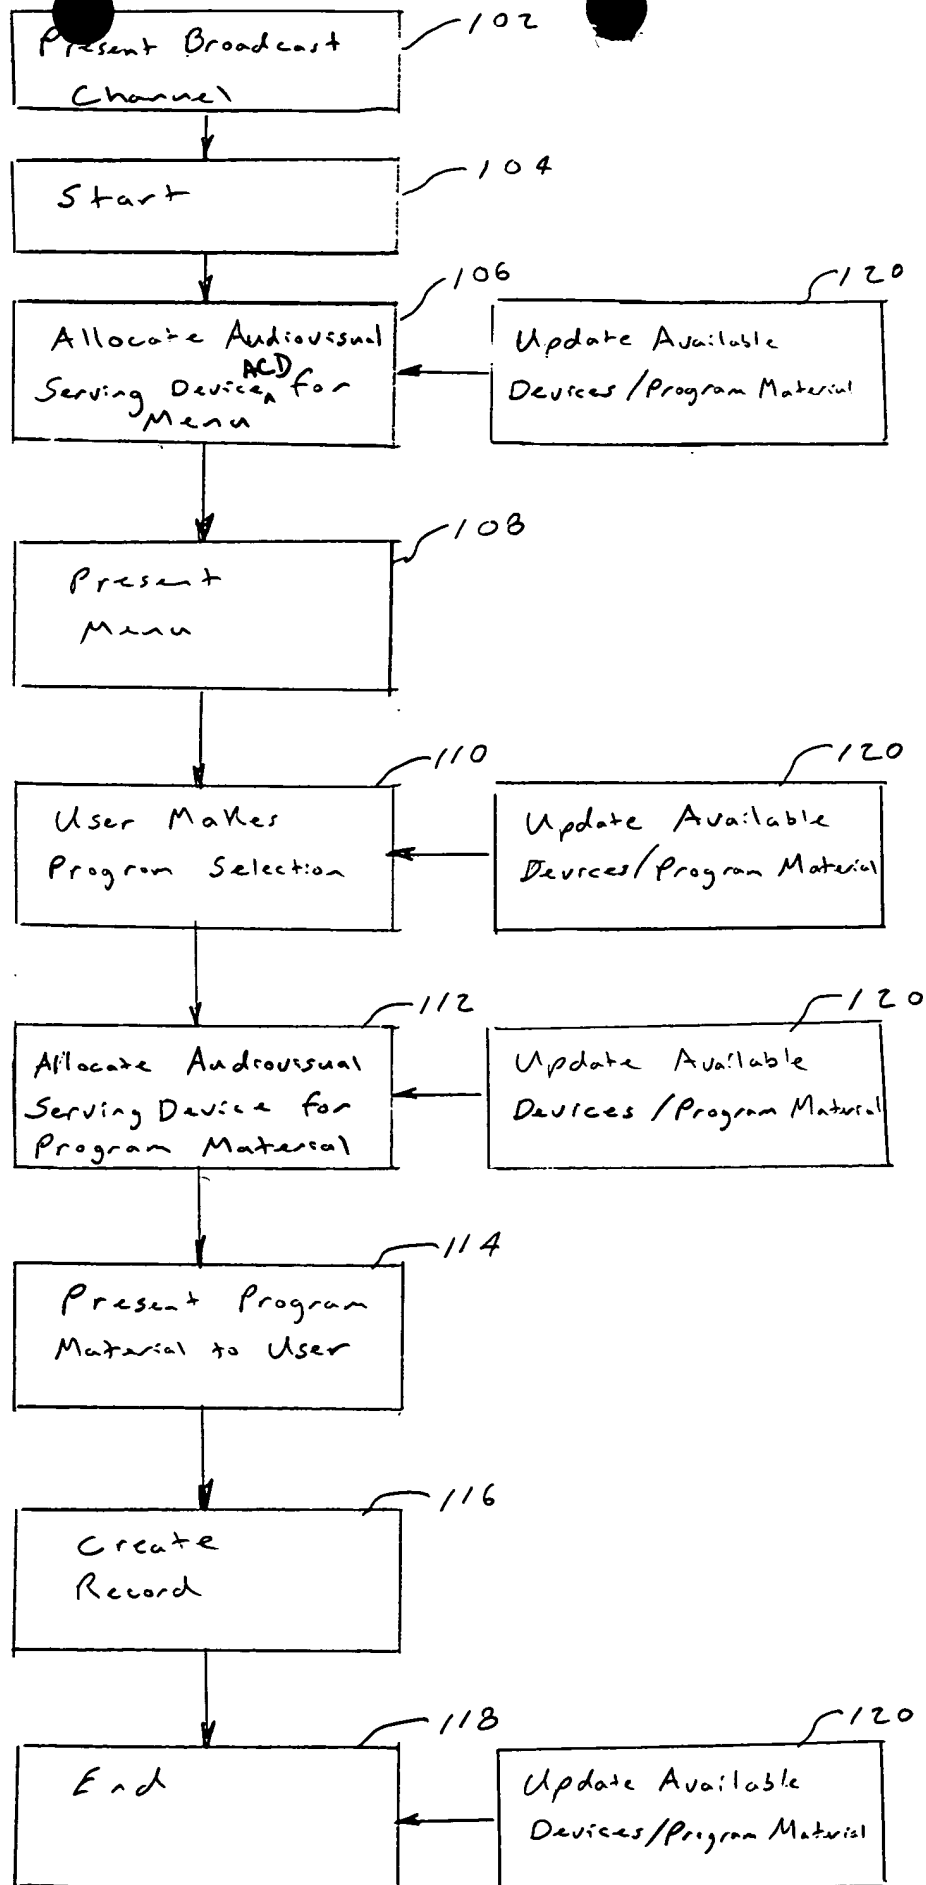 102
Present Broadcast
Channel
104
Start
106
120
Allocate Audiovisual
ACD
Serving Device^ for
Menu
Update Available
Devices/Program Material
108
Present
Menu
110
120
User Makes
Program Selection
Update Available
Devices/Program Material
112
120
Allocate Audiovisual
Serving Device for
Program Material
Update Available
Devices/Program Material
114
Present Program
Material to User
116
Create
Record
118
120
End
Update Available
Devices/Program Material